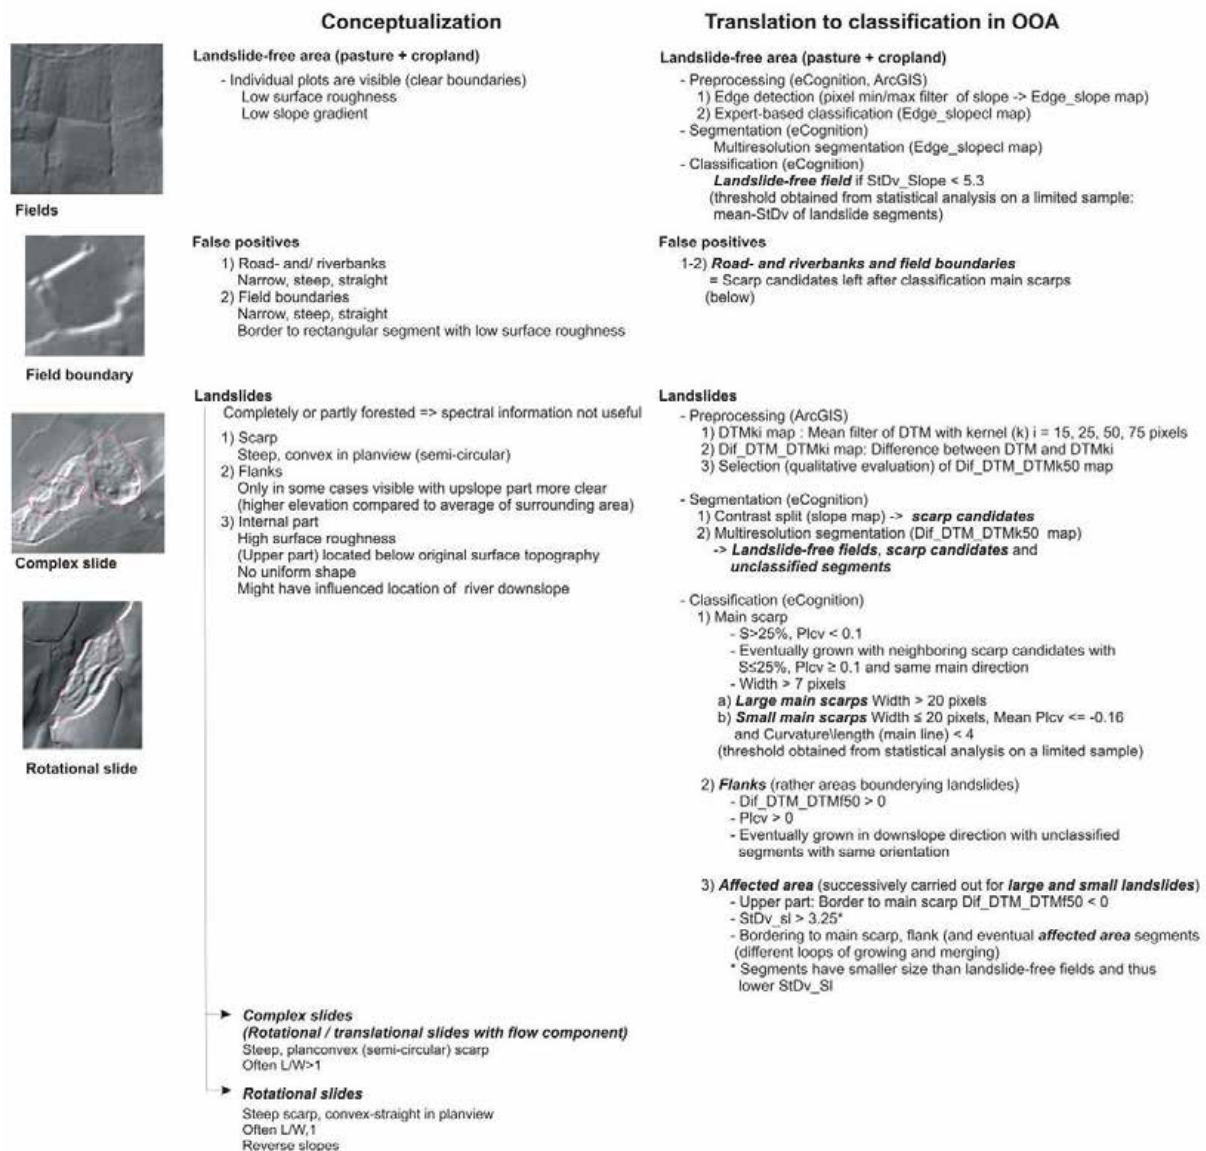 Conceptualization
Translation to classification in OOA
Fields
Field boundary
Complex slide
Rotational slide
Landslide-free area (pasture + cropland)
- Individual plots are visible (clear boundaries)
Low surface roughness
Low slope gradient
False positives
1) Road- and/ riverbanks
Narrow, steep, straight
2) Field boundaries
Narrow, steep, straight
Border to rectangular segment with low surface roughness
Landslides
Completely or partly forested => spectral information not useful
1) Scarp
Steep, convex in planview (semi-circular)
2) Flanks
Only in some cases visible with upslope part more clear
(higher elevation compared to average of surrounding area)
3) Internal part
High surface roughness
(Upper part) located below original surface topography
No uniform shape
Might have influenced location of river downslope
Complex slides
(Rotational / translational slides with flow component)
Steep, planconvex (semi-circular) scarp
Often L/W>1
Rotational slides
Steep scarp, convex-straight in planview
Often L/W,1
Reverse slopes
Landslide-free area (pasture + cropland)
- Preprocessing (eCognition, ArcGIS)
1) Edge detection (pixel min/max filter of slope -> Edge_slope map)
2) Expert-based classification (Edge_slopecl map)
- Segmentation (eCognition)
Multiresolution segmentation (Edge_slopecl map)
- Classification (eCognition)
Landslide-free field if StDv_Slope < 5.3
(threshold obtained from statistical analysis on a limited sample:
mean-StDv of landslide segments)
False positives
1-2) Road- and riverbanks and field boundaries
= Scarp candidates left after classification main scarps
(below)
Landslides
- Preprocessing (ArcGIS)
1) DTMki map : Mean filter of DTM with kernel (k) i = 15, 25, 50, 75 pixels
2) Dif_DTM_DTMki map: Difference between DTM and DTMki
3) Selection (qualitative evaluation) of Dif_DTM_DTMk50 map
- Segmentation (eCognition)
1) Contrast split (slope map) -> scarp candidates
2) Multiresolution segmentation (Dif_DTM_DTMk50 map)
-> Landslide-free fields, scarp candidates and
unclassified segments
- Classification (eCognition)
1) Main scarp
- S>25%, Plcv < 0.1
- Eventually grown with neighboring scarp candidates with
S≤25%, Plcv ≥ 0.1 and same main direction
- Width > 7 pixels
a) Large main scarps Width > 20 pixels
b) Small main scarps Width ≤ 20 pixels, Mean Plcv <= -0.16
and Curvature\length (main line) < 4
(threshold obtained from statistical analysis on a limited sample)
2) Flanks (rather areas bounderying landslides)
- Dif_DTM_DTMf50 > 0
- Plcv > 0
- Eventually grown in downslope direction with unclassified
segments with same orientation
3) Affected area (successively carried out for large and small landslides)
- Upper part: Border to main scarp Dif_DTM_DTMf50 < 0
- StDv_sl > 3.25*
- Bordering to main scarp, flank (and eventual affected area segments
(different loops of growing and merging)
* Segments have smaller size than landslide-free fields and thus
lower StDv_Sl